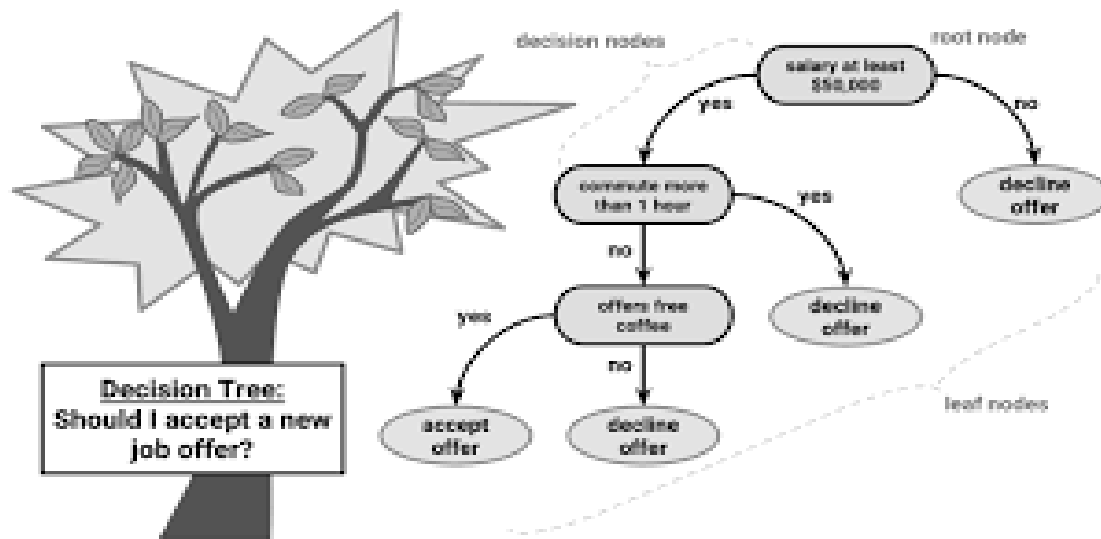 decision nodes
root node
salary at least
$50,000
yes
no
decline
offer
commute more
than 1 hour
yes
no
decline
offer
offers free
coffee
yes
no
accept
offer
decline
offer
leaf nodes
Decision Tree:
Should I accept a new
job offer?